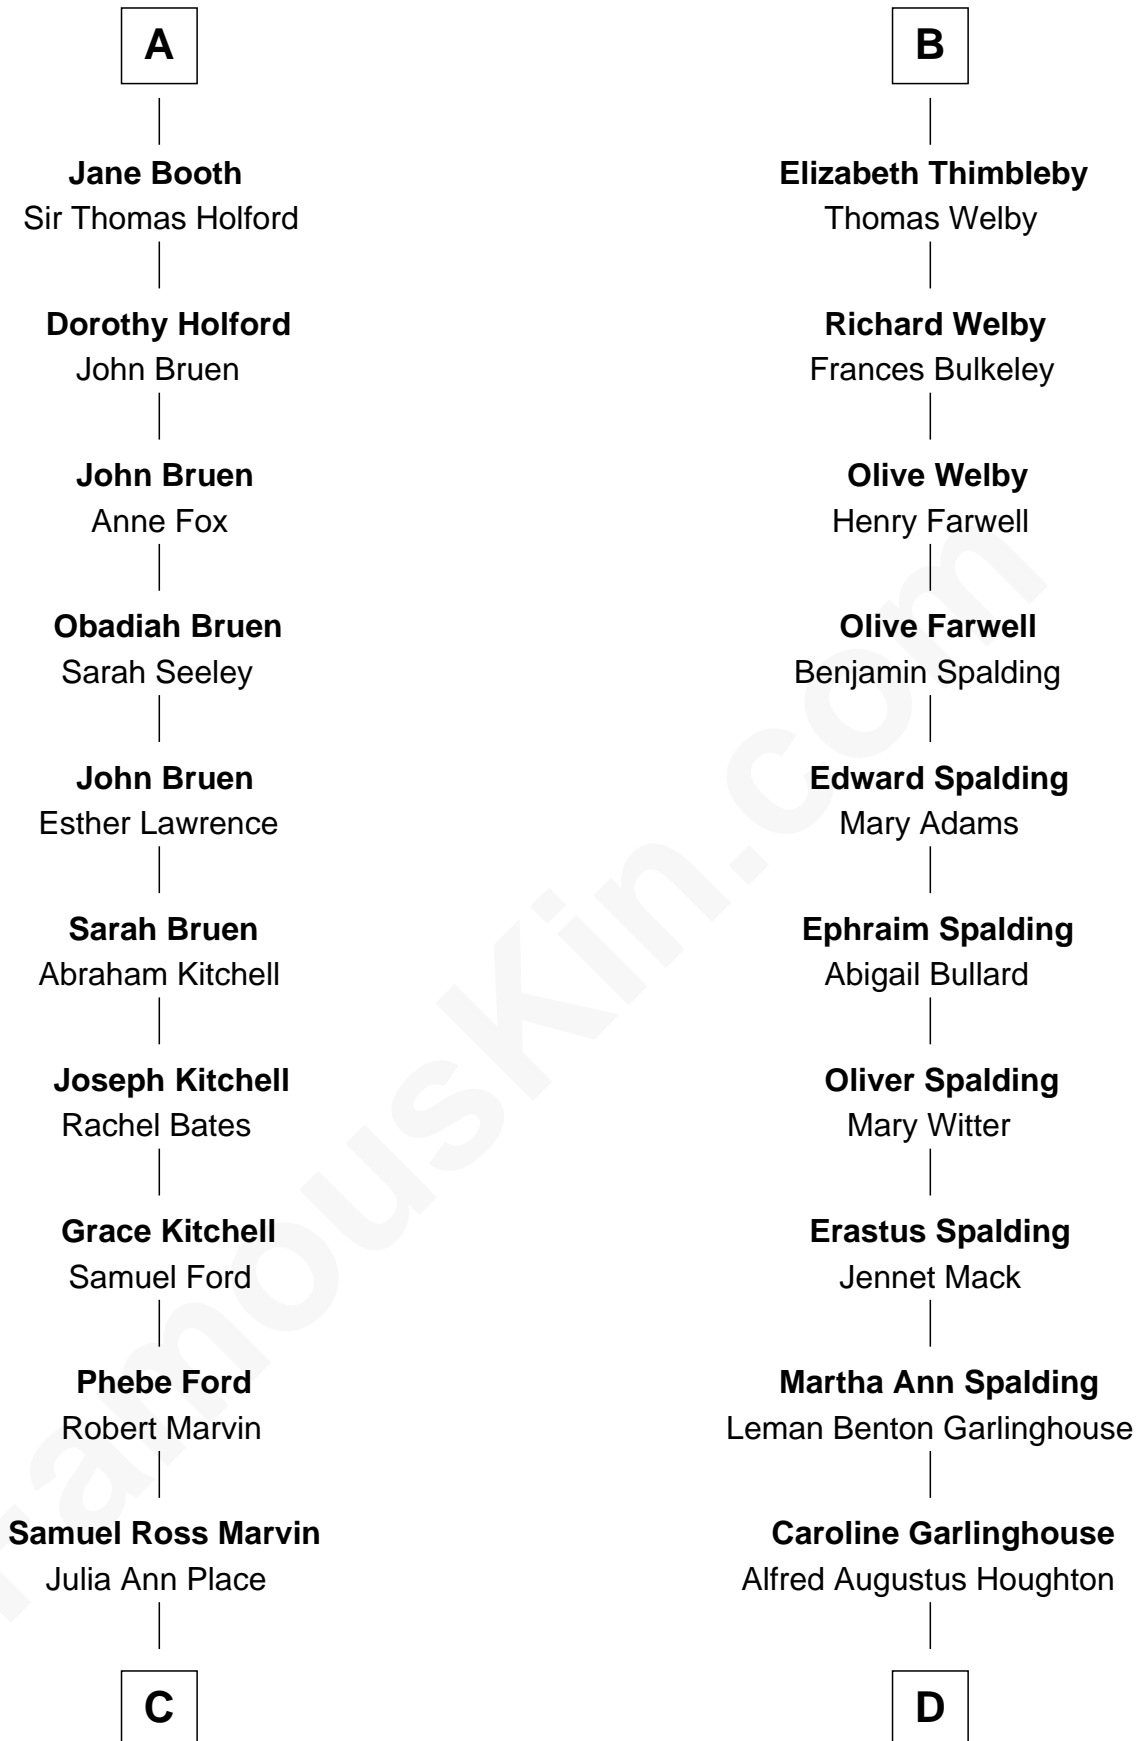 A
Jane Booth
Sir Thomas Holford
Dorothy Holford
John Bruen
John Bruen
Anne Fox
Obadiah Bruen
Sarah Seeley
John Bruen
Esther Lawrence
Sarah Bruen
Abraham Kitchell
Joseph Kitchell
Rachel Bates
Grace Kitchell
Samuel Ford
Phebe Ford
Robert Marvin
Samuel Ross Marvin
Julia Ann Place
C
B
Elizabeth Thimbleby
Thomas Welby
Richard Welby
Frances Bulkeley
Olive Welby
Henry Farwell
Olive Farwell
Benjamin Spalding
Edward Spalding
Mary Adams
Ephraim Spalding
Abigail Bullard
Oliver Spalding
Mary Witter
Erastus Spalding
Jennet Mack
Martha Ann Spalding
Leman Benton Garlinghouse
Caroline Garlinghouse
Alfred Augustus Houghton
D
FamousKin.com